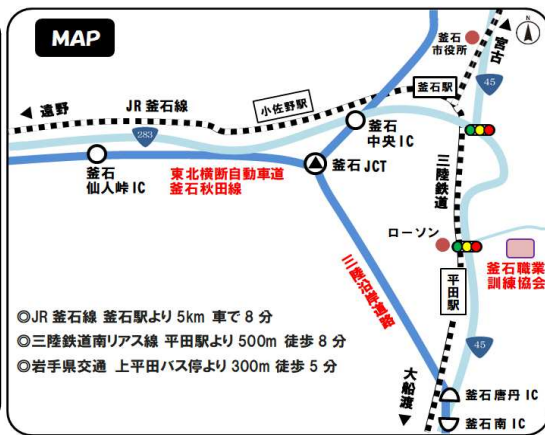 MAP
N
釜石
市役所
宮古
45
釜石駅
遠野
JR 釜石線
小佐野駅
283
釜石
中央 IC
釜石
仙人峠 IC
東北横断自動車道
釜石秋田線
釜石 JCT
三陸鉄道
ローソン
釜石職業
訓練協会
平田駅
三陸沿岸道路
◎JR 釜石線 釜石駅より 5km 車で 8 分
◎三陸鉄道南リアス線 平田駅より 500m 徒歩 8 分
◎岩手県交通 上平田バス停より 300m 徒歩 5 分
45
大船渡
釜石唐丹 IC
釜石南 IC